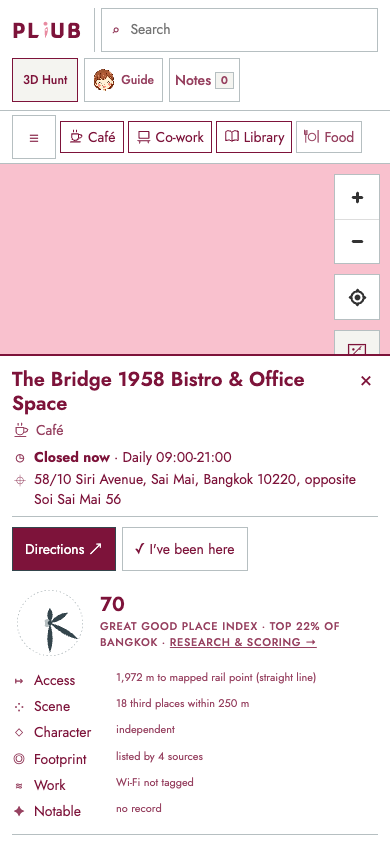 PLiUB
Search
3D Hunt
Guide
Notes 0
Café
Co-work
Library
Food
The Bridge 1958 Bistro & Office
Space
Café
Closed now · Daily 09:00-21:00
58/10 Siri Avenue, Sai Mai, Bangkok 10220, opposite
Soi Sai Mai 56
Directions ↗
✓ I've been here
70
GREAT GOOD PLACE INDEX · TOP 22% OF
BANGKOK · RESEARCH & SCORING →
Access 1,972 m to mapped rail point (straight line)
Scene 18 third places within 250 m
Character independent
Footprint listed by 4 sources
Work Wi-Fi not tagged
Notable no record